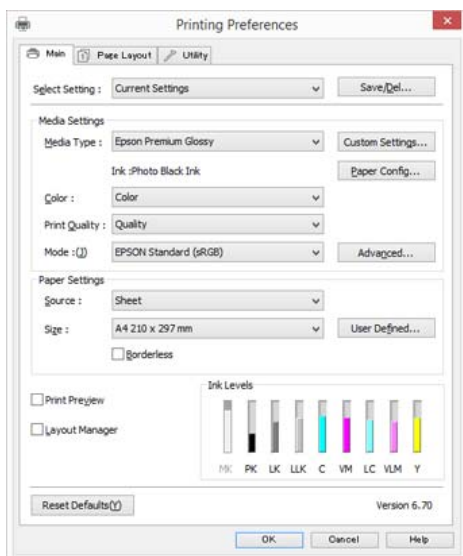 Printing Preferences
Main Page Layout Utility
Select Setting : Current Settings Save/Del...
Media Settings
Media Type : Epson Premium Glossy Custom Settings...
Ink :Photo Black Ink Paper Config...
Color : Color
Print Quality : Quality
Mode :(J) EPSON Standard (sRGB) Advanced...
Paper Settings
Source : Sheet
Size : A4 210 x 297 mm User Defined...
Borderless
Ink Levels
Print Preview
Layout Manager
MK PK LK LLK C VM LC VLM Y
Reset Defaults(Y) Version 6.70
OK Cancel Help